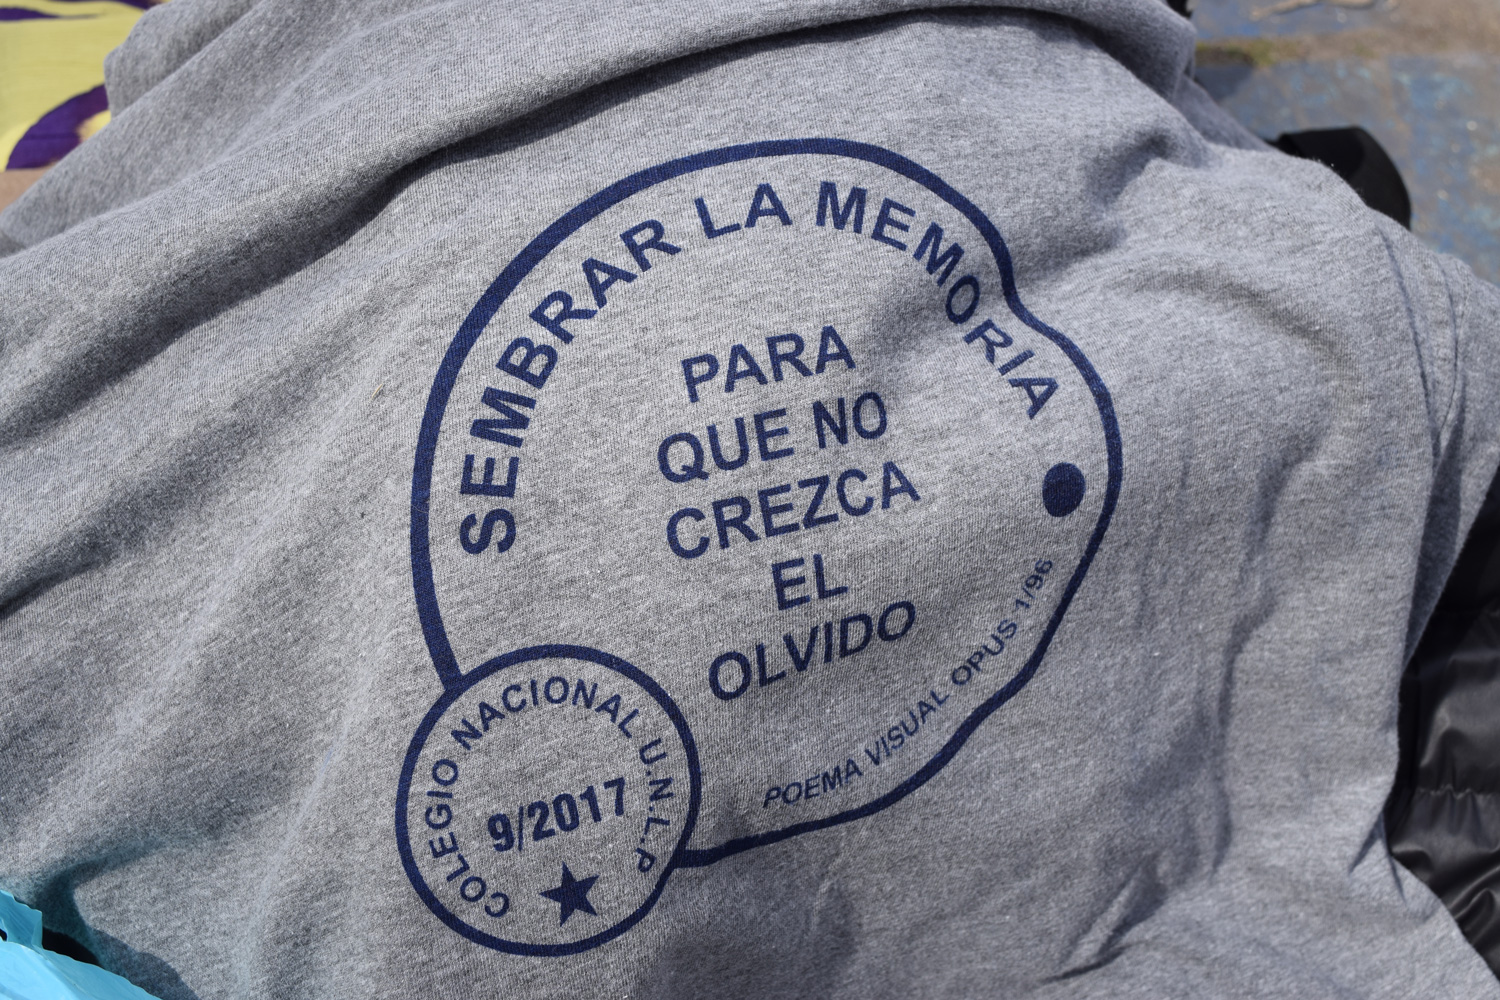 SEMBRAR LA MEMORIA
PARA
QUE NO
CREZCA
EL
OLVIDO
POEMA VISUAL OPUS 1/96
COLEGIO NACIONAL U.N.L.P
9/2017